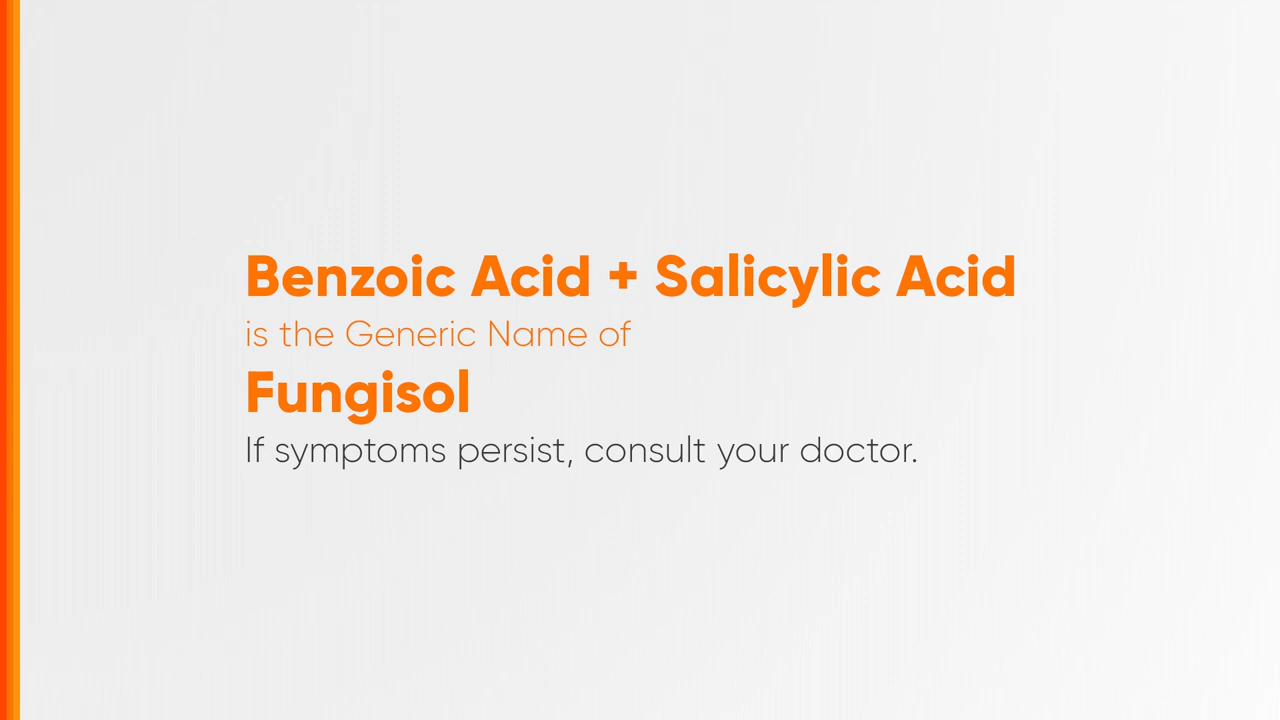 Benzoic Acid + Salicylic Acid
is the Generic Name of
Fungisol
If symptoms persist, consult your doctor.